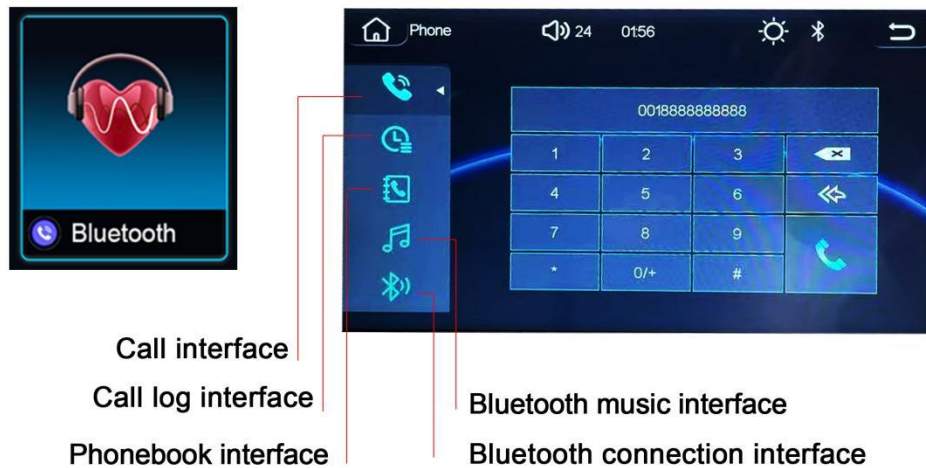 Bluetooth
Phone
24
01:56
0018888888888
1 2 3
4 5 6
7 8 9
* 0/+ #
Call interface
Call log interface
Phonebook interface
Bluetooth music interface
Bluetooth connection interface